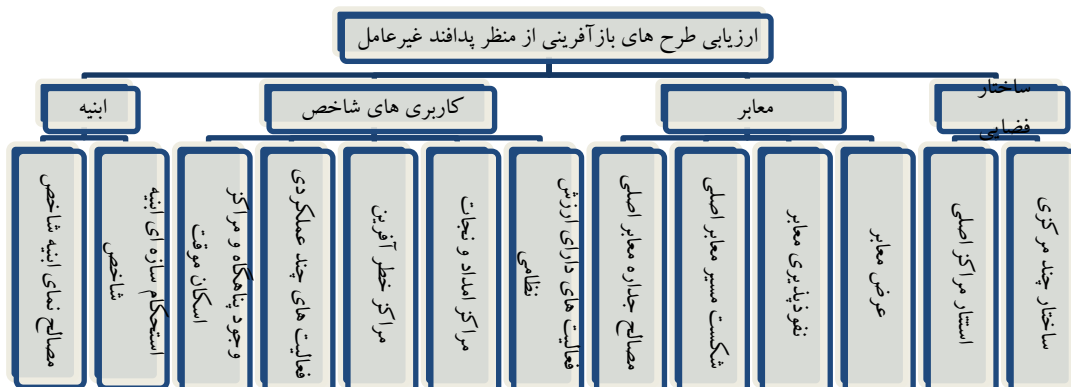 ارزیابی طرح های بازآفرینی از منظر پدافند غیرعامل
ساختار
فضایی
معابر
کاربری های شاخص
ابنیه
ساختار چند مرکزی
استتار مراکز اصلی
عرض معابر
نفوذپذیری معابر
شکست مسیر معابر اصلی
مصالح جداره معابر اصلی
فعالیت های دارای ارزش
نظامی
مراکز امداد و نجات
مراکز خطر آفرین
فعالیت های چند عملکردی
وجود پناهگاه و مراکز
اسکان موقت
استحکام سازه ای ابنیه
شاخص
مصالح نمای ابنیه شاخص